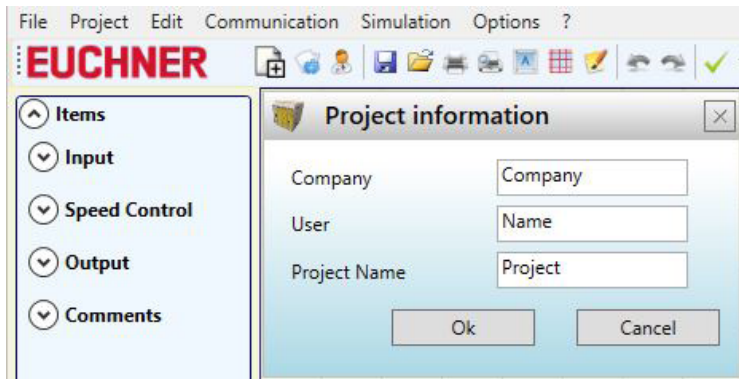 File Project Edit Communication Simulation Options ?
EUCHNER
Items
Input
Speed Control
Output
Comments
Project information
Company Company
User Name
Project Name Project
Ok Cancel